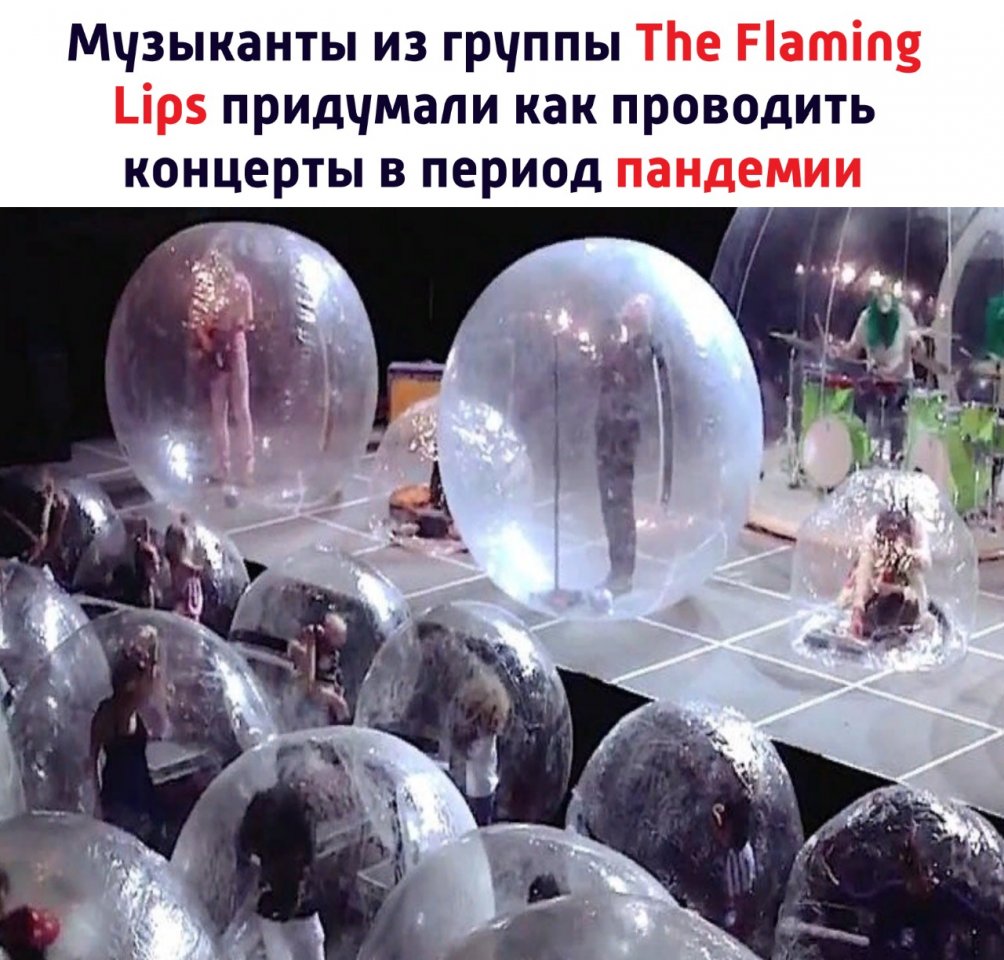 Музыканты из группы The Flaming
Lips придумали как проводить
концерты в период пандемии